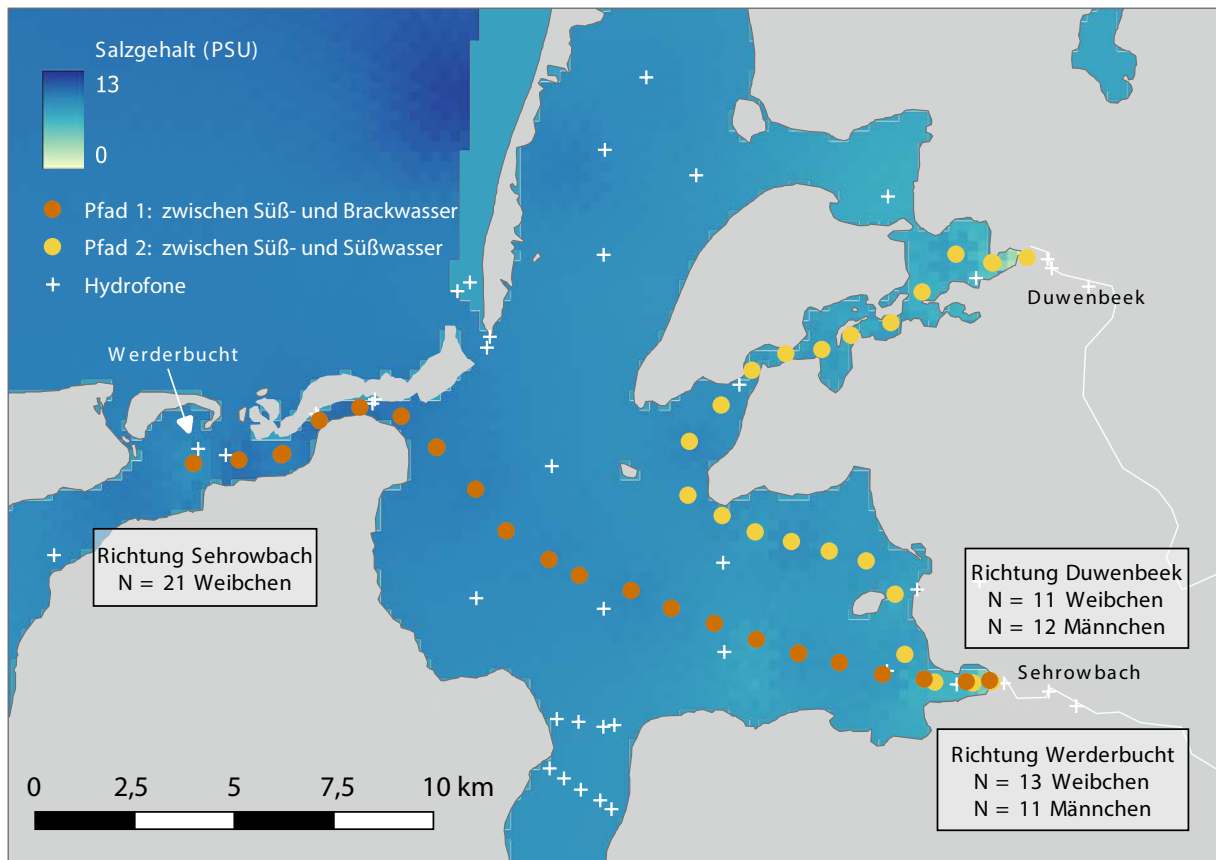 Salzgehalt (PSU)
13
0
Pfad 1: zwischen Süß- und Brackwasser
Pfad 2: zwischen Süß- und Süßwasser
Hydrofone
Duwenbeek
Werderbucht
Richtung Sehrowbach
N = 21 Weibchen
Richtung Duwenbeek
N = 11 Weibchen
N = 12 Männchen
Sehrowbach
Richtung Werderbucht
N = 13 Weibchen
N = 11 Männchen
0 2,5 5 7,5 10 km